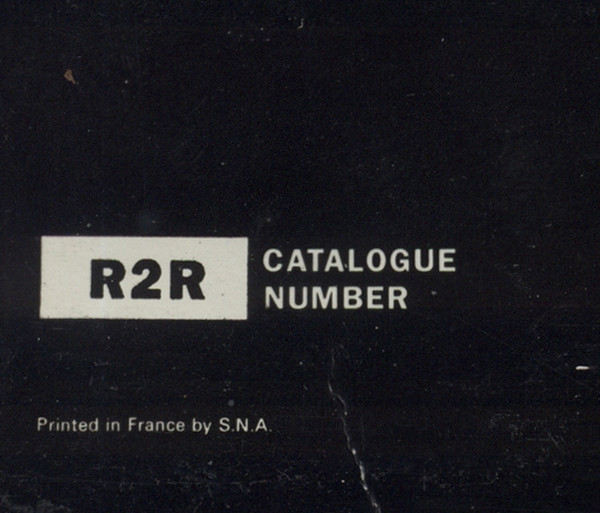 R2R
CATALOGUE
NUMBER
Printed in France by S.N.A.